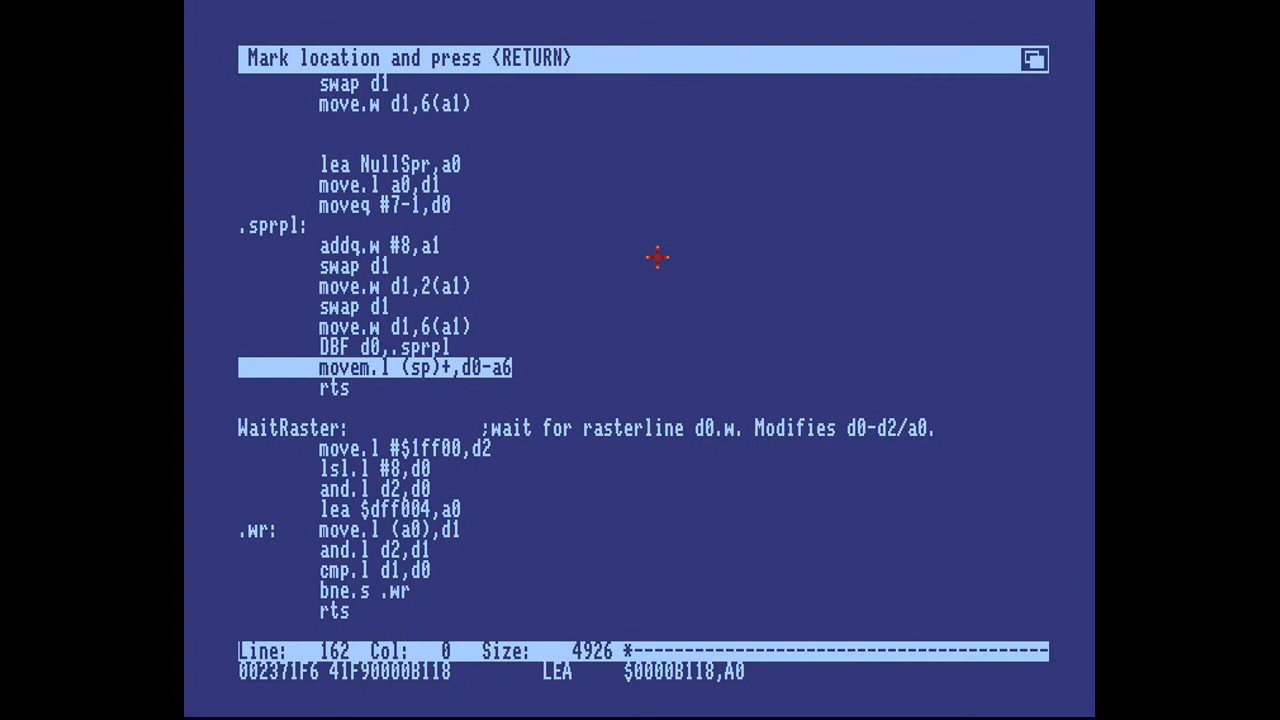 Mark location and press <RETURN>
swap d1
move.w d1,6(a1)
lea NullSpr,a0
move.l a0,d1
moveq #7-1,d0
.sprpl:
addq.w #8,a1
swap d1
move.w d1,2(a1)
swap d1
move.w d1,6(a1)
DBF d0,.sprpl
movem.l (sp)+,d0-a6
rts
WaitRaster: ;wait for rasterline d0.w. Modifies d0-d2/a0.
move.l #$1ff00,d2
lsl.l #8,d0
and.l d2,d0
lea $dff004,a0
.wr: move.l (a0),d1
and.l d2,d1
cmp.l d1,d0
bne.s .wr
rts
Line: 162 Col: 0 Size: 4926 *-----------------------------------------
002371F6 41F90000B118 LEA $0000B118,A0